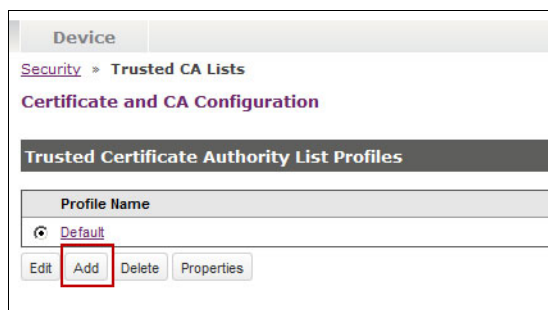 Device
Security » Trusted CA Lists
Certificate and CA Configuration
Trusted Certificate Authority List Profiles
Profile Name
Default
Edit Add Delete Properties